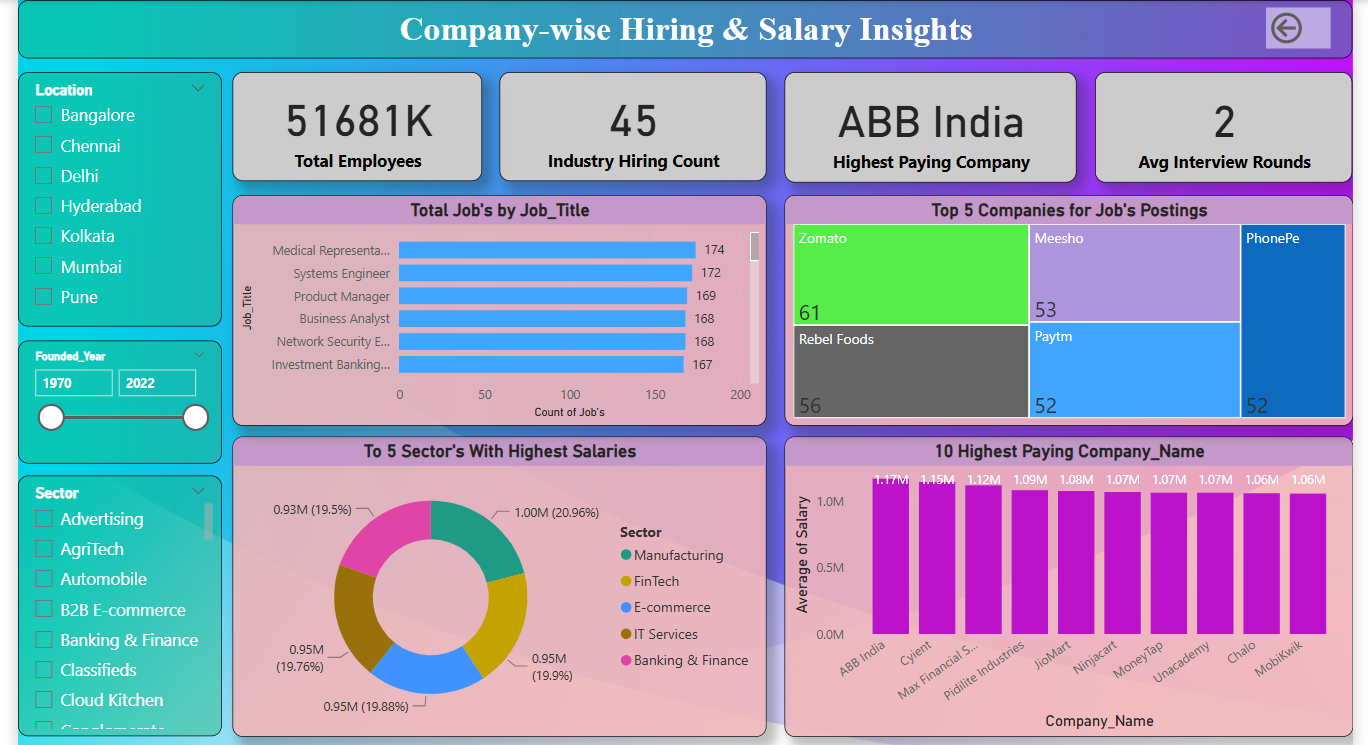 Company-wise Hiring & Salary Insights
Location
Bangalore
Chennai
Delhi
Hyderabad
Kolkata
Mumbai
Pune
Founded_Year
1970
2022
Sector
Advertising
AgriTech
Automobile
B2B E-commerce
Banking & Finance
Classifieds
Cloud Kitchen
51681K
Total Employees
45
Industry Hiring Count
ABB India
Highest Paying Company
2
Avg Interview Rounds
Total Job's by Job_Title
Job_Title
Medical Representa...
174
Systems Engineer
172
Product Manager
169
Business Analyst
168
Network Security E...
168
Investment Banking...
167
0
50
100
150
200
Count of Job's
Top 5 Companies for Job's Postings
Zomato
61
Rebel Foods
56
Meesho
53
Paytm
52
PhonePe
52
To 5 Sector's With Highest Salaries
0.93M (19.5%)
1.00M (20.96%)
0.95M
(19.76%)
0.95M
(19.9%)
0.95M (19.88%)
Sector
Manufacturing
FinTech
E-commerce
IT Services
Banking & Finance
10 Highest Paying Company_Name
Average of Salary
1.0M
0.5M
0.0M
1.17M
1.15M
1.12M
1.09M
1.08M
1.07M
1.07M
1.07M
1.06M
1.06M
ABB India
Cyient
Max Financial S...
Pidilite Industries
JioMart
Ninjacart
MoneyTap
Unacademy
Chalo
MobiKwik
Company_Name